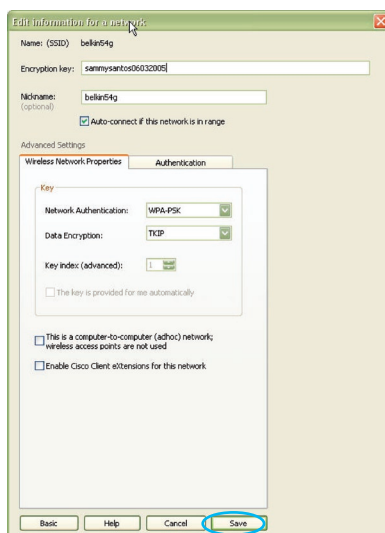 Edit information for a network
Name: (SSID) belkin54g
Encryption key: sammysantos06032005
Nickname: belkin54g
(optional)
Auto-connect if this network is in range
Advanced Settings
Wireless Network Properties Authentication
Key
Network Authentication: WPA-PSK
Data Encryption: TKIP
Key index (advanced): 1
The key is provided for me automatically
This is a computer-to-computer (adhoc) network;
wireless access points are not used
Enable Cisco Client eXtensions for this network
Basic Help Cancel Save